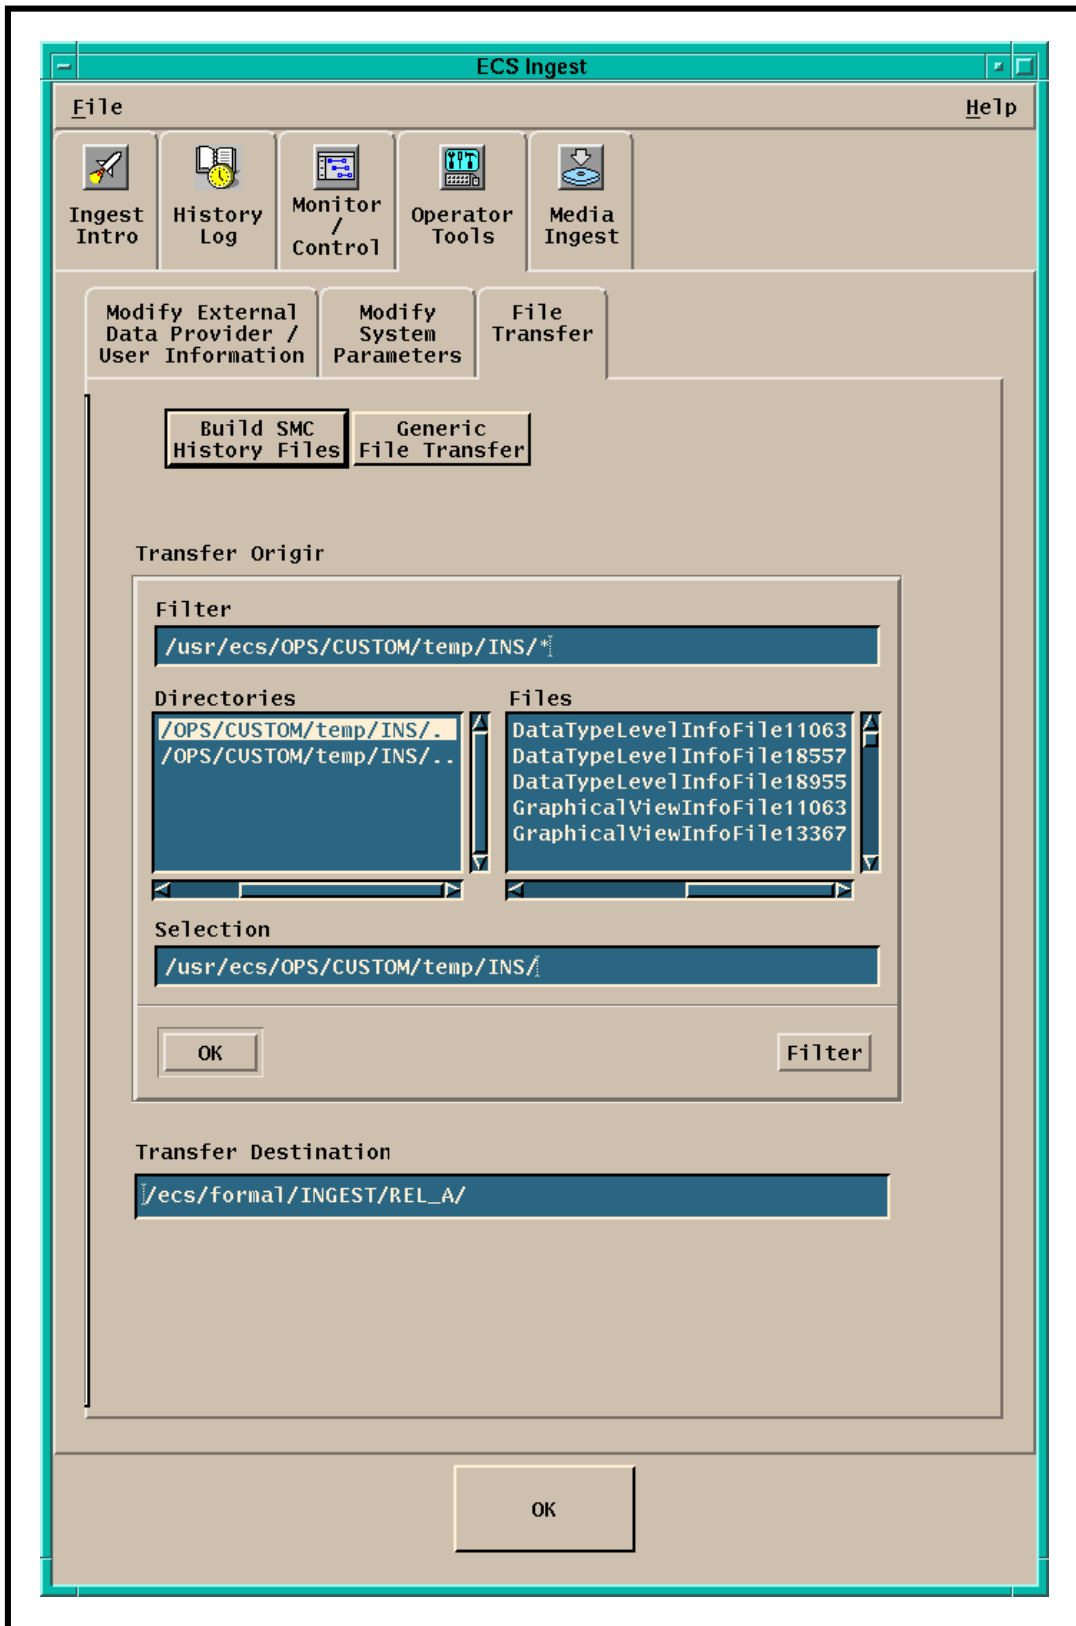 ECS Ingest
File
Help
Ingest
Intro
History
Log
Monitor
/
Control
Operator
Tools
Media
Ingest
Modify External
Data Provider /
User Information
Modify
System
Parameters
File
Transfer
Build SMC
History Files
Generic
File Transfer
Transfer Origir
Filter
/usr/ecs/OPS/CUSTOM/temp/INS/*
Directories
/OPS/CUSTOM/temp/INS/.
/OPS/CUSTOM/temp/INS/..
Files
DataTypeLevelInfoFile11063
DataTypeLevelInfoFile18557
DataTypeLevelInfoFile18955
GraphicalViewInfoFile11063
GraphicalViewInfoFile13367
Selection
/usr/ecs/OPS/CUSTOM/temp/INS/
OK
Filter
Transfer Destination
/ecs/formal/INGEST/REL_A/
OK